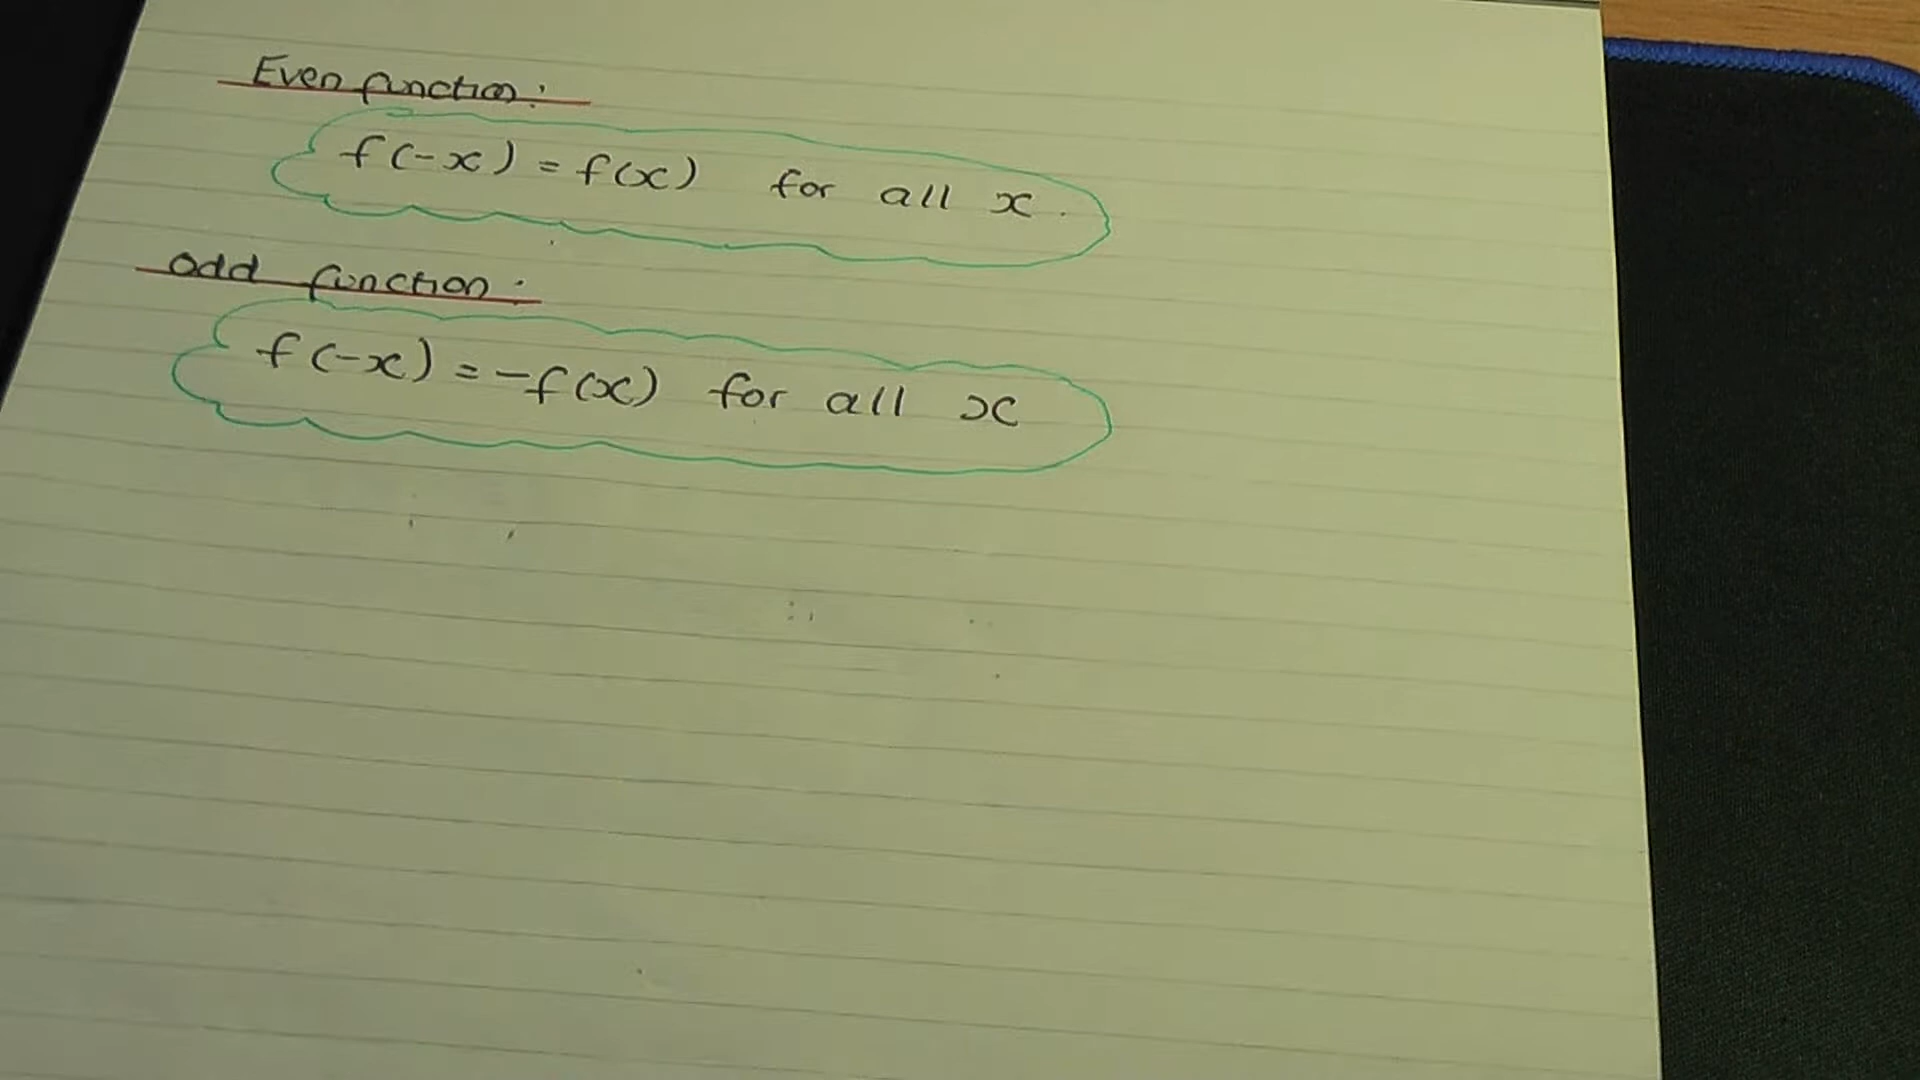 Even function:
f(-x) = f(x) for all x.
odd function:
f(-x) = -f(x) for all x